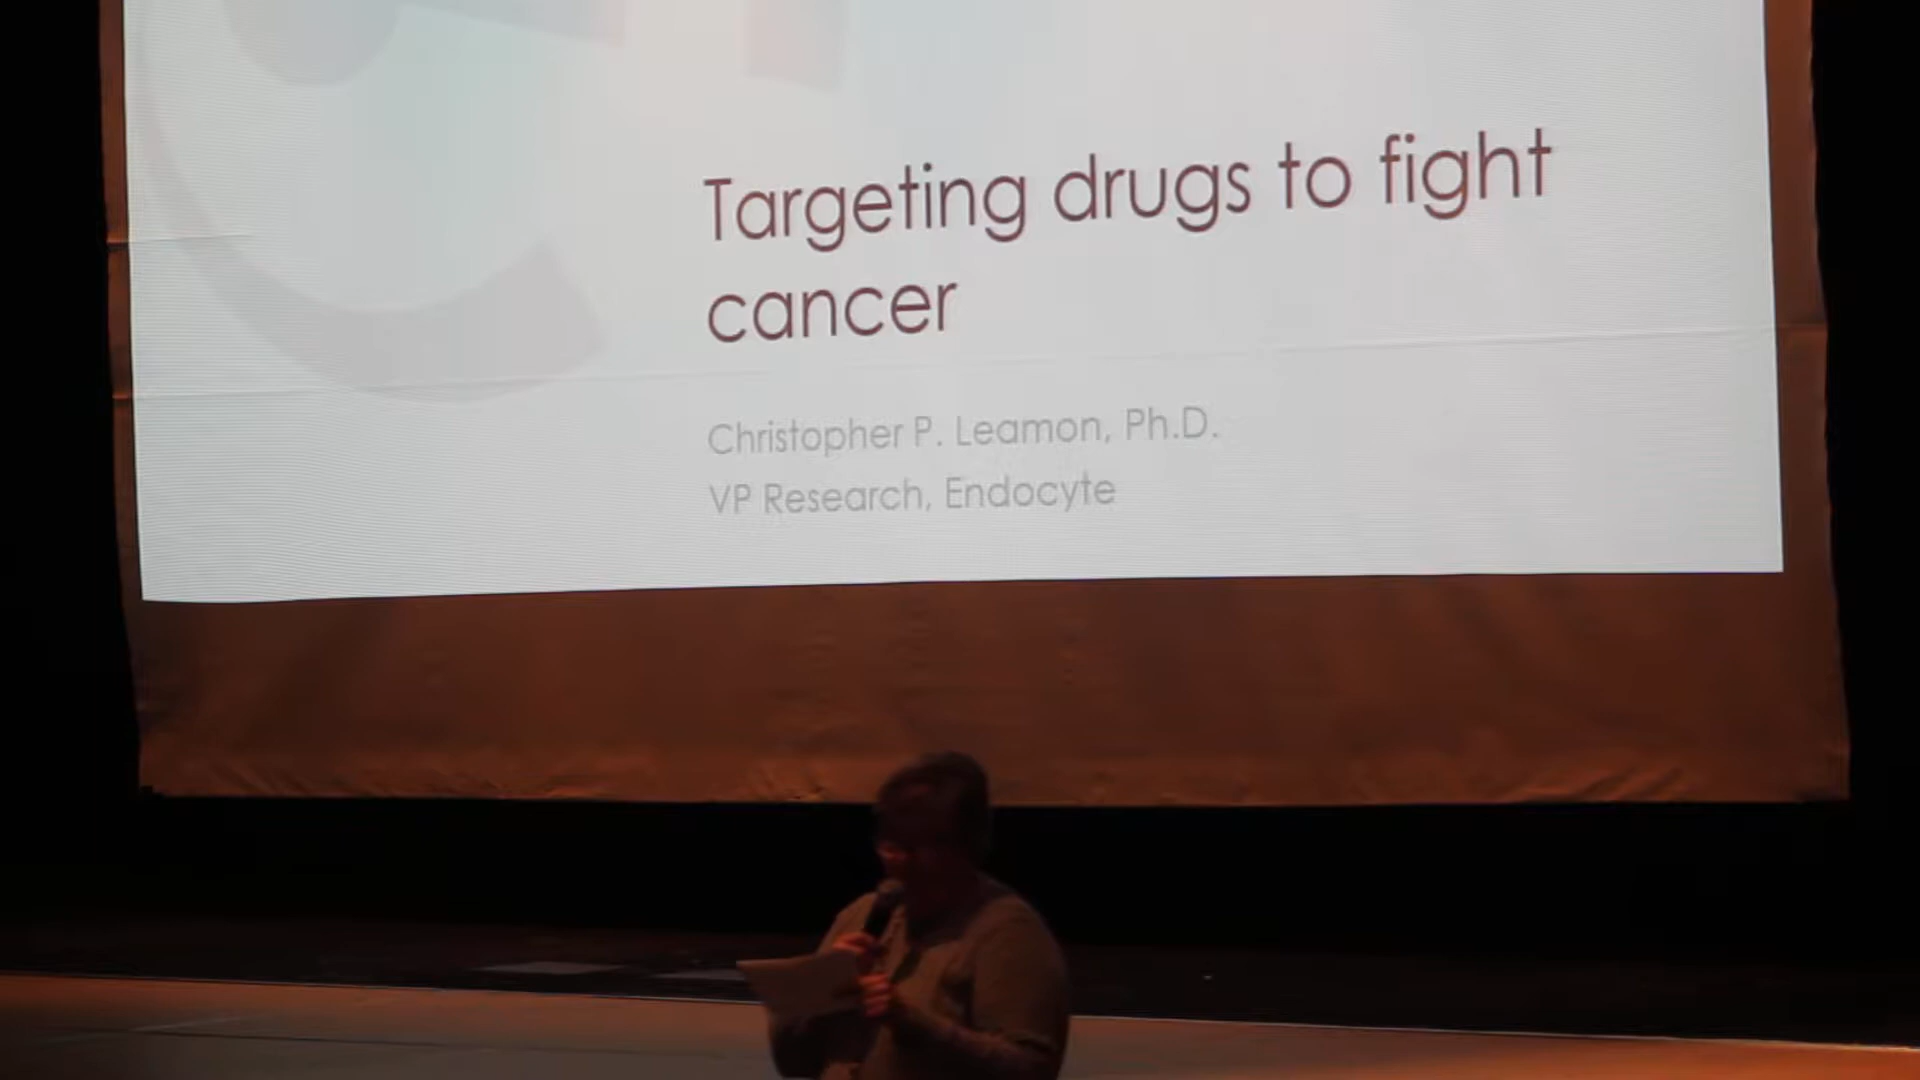 Targeting drugs to fight
cancer
Christopher P. Leamon, Ph.D.
VP Research, Endocyte